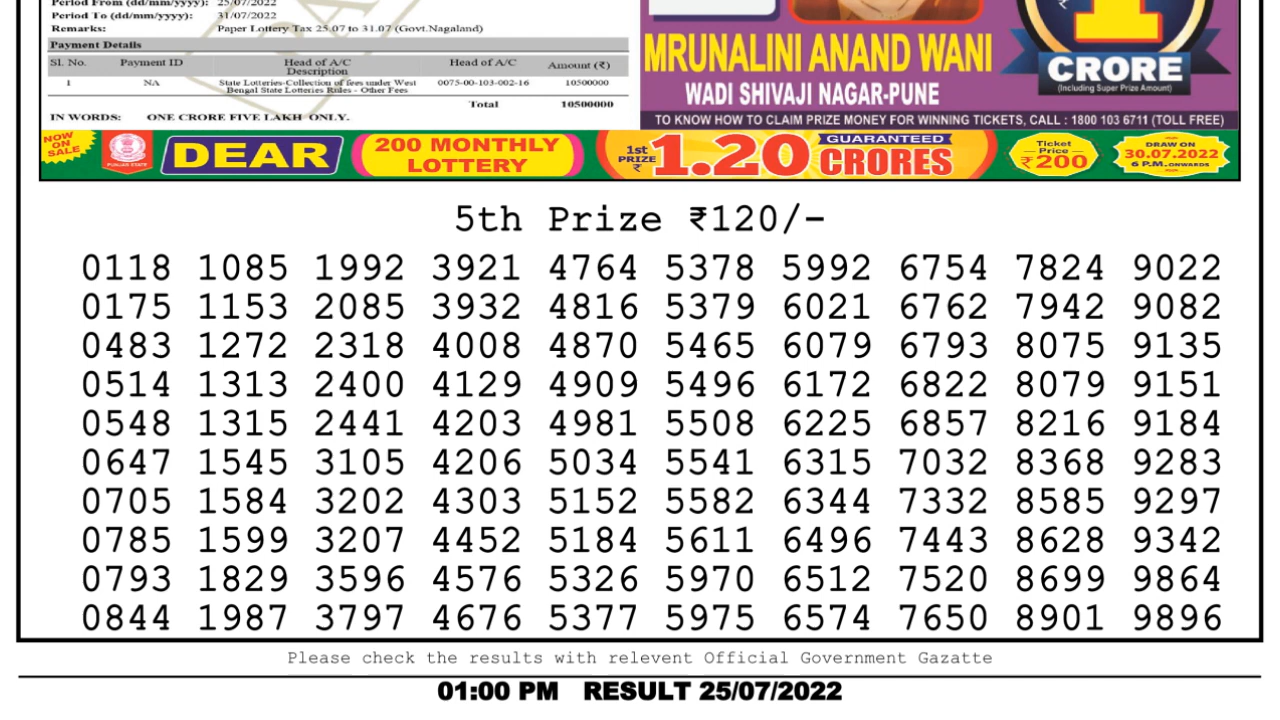 Period From (dd/mm/yyyy): 25/07/2022
Period To (dd/mm/yyyy): 31/07/2022
Remarks: Paper Lottery Tax 25.07 to 31.07 (Govt.Nagaland)
Payment Details
Sl. No. Payment ID Head of A/C Description Head of A/C Amount (₹)
1 NA State Lotteries-Collection of fees under West Bengal State Lotteries Rules - Other Fees 0075-00-103-002-16 10500000
Total 10500000
IN WORDS: ONE CRORE FIVE LAKH ONLY.
₹ 1
CRORE
(Including Super Prize Amount)
MRUNALINI ANAND WANI
WADI SHIVAJI NAGAR-PUNE
TO KNOW HOW TO CLAIM PRIZE MONEY FOR WINNING TICKETS, CALL : 1800 103 6711 (TOLL FREE)
NOW ON SALE
PUNJAB STATE
DEAR
200 MONTHLY
LOTTERY
1st PRIZE ₹ 1.20 GUARANTEED CRORES
Ticket Price ₹200
DRAW ON
30.07.2022
6 P.M. ONWARDS
5th Prize ₹120/-
0118 1085 1992 3921 4764 5378 5992 6754 7824 9022
0175 1153 2085 3932 4816 5379 6021 6762 7942 9082
0483 1272 2318 4008 4870 5465 6079 6793 8075 9135
0514 1313 2400 4129 4909 5496 6172 6822 8079 9151
0548 1315 2441 4203 4981 5508 6225 6857 8216 9184
0647 1545 3105 4206 5034 5541 6315 7032 8368 9283
0705 1584 3202 4303 5152 5582 6344 7332 8585 9297
0785 1599 3207 4452 5184 5611 6496 7443 8628 9342
0793 1829 3596 4576 5326 5970 6512 7520 8699 9864
0844 1987 3797 4676 5377 5975 6574 7650 8901 9896
Please check the results with relevent Official Government Gazatte
01:00 PM RESULT 25/07/2022